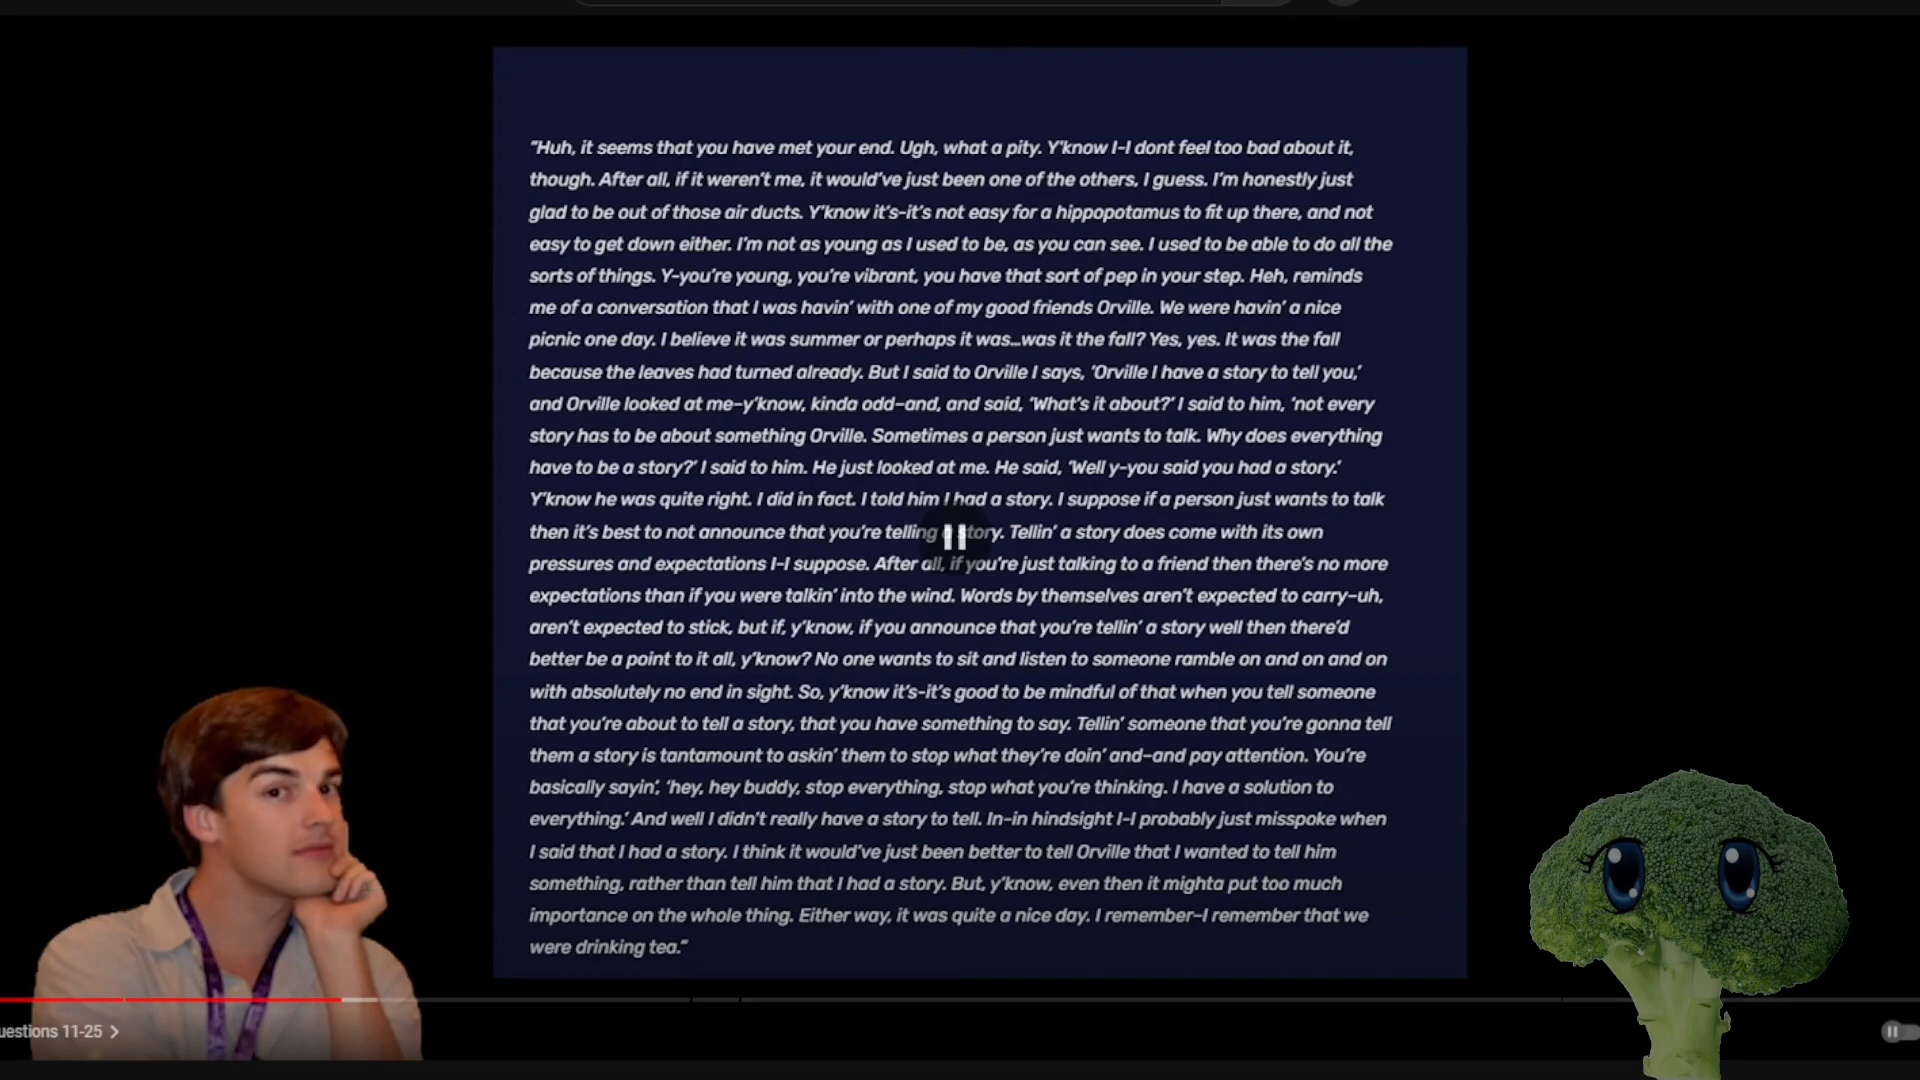 “Huh, it seems that you have met your end. Ugh, what a pity. Y’know I-I dont feel too bad about it,
though. After all, if it weren’t me, it would’ve just been one of the others, I guess. I’m honestly just
glad to be out of those air ducts. Y’know it’s-it’s not easy for a hippopotamus to fit up there, and not
easy to get down either. I’m not as young as I used to be, as you can see. I used to be able to do all the
sorts of things. Y-you’re young, you’re vibrant, you have that sort of pep in your step. Heh, reminds
me of a conversation that I was havin’ with one of my good friends Orville. We were havin’ a nice
picnic one day. I believe it was summer or perhaps it was…was it the fall? Yes, yes. It was the fall
because the leaves had turned already. But I said to Orville I says, ‘Orville I have a story to tell you,’
and Orville looked at me–y’know, kinda odd–and, and said, ‘What’s it about?’ I said to him, ‘not every
story has to be about something Orville. Sometimes a person just wants to talk. Why does everything
have to be a story?’ I said to him. He just looked at me. He said, ‘Well y-you said you had a story.’
Y’know he was quite right. I did in fact. I told him I had a story. I suppose if a person just wants to talk
then it’s best to not announce that you’re telling a story. Tellin’ a story does come with its own
pressures and expectations I-I suppose. After all, if you’re just talking to a friend then there’s no more
expectations than if you were talkin’ into the wind. Words by themselves aren’t expected to carry–uh,
aren’t expected to stick, but if, y’know, if you announce that you’re tellin’ a story well then there’d
better be a point to it all, y’know? No one wants to sit and listen to someone ramble on and on and on
with absolutely no end in sight. So, y’know it’s-it’s good to be mindful of that when you tell someone
that you’re about to tell a story, that you have something to say. Tellin’ someone that you’re gonna tell
them a story is tantamount to askin’ them to stop what they’re doin’ and–and pay attention. You’re
basically sayin’, ‘hey, hey buddy, stop everything, stop what you’re thinking. I have a solution to
everything.’ And well I didn’t really have a story to tell. In-in hindsight I-I probably just misspoke when
I said that I had a story. I think it would’ve just been better to tell Orville that I wanted to tell him
something, rather than tell him that I had a story. But, y’know, even then it mighta put too much
importance on the whole thing. Either way, it was quite a nice day. I remember–I remember that we
were drinking tea.”
uestions 11-25